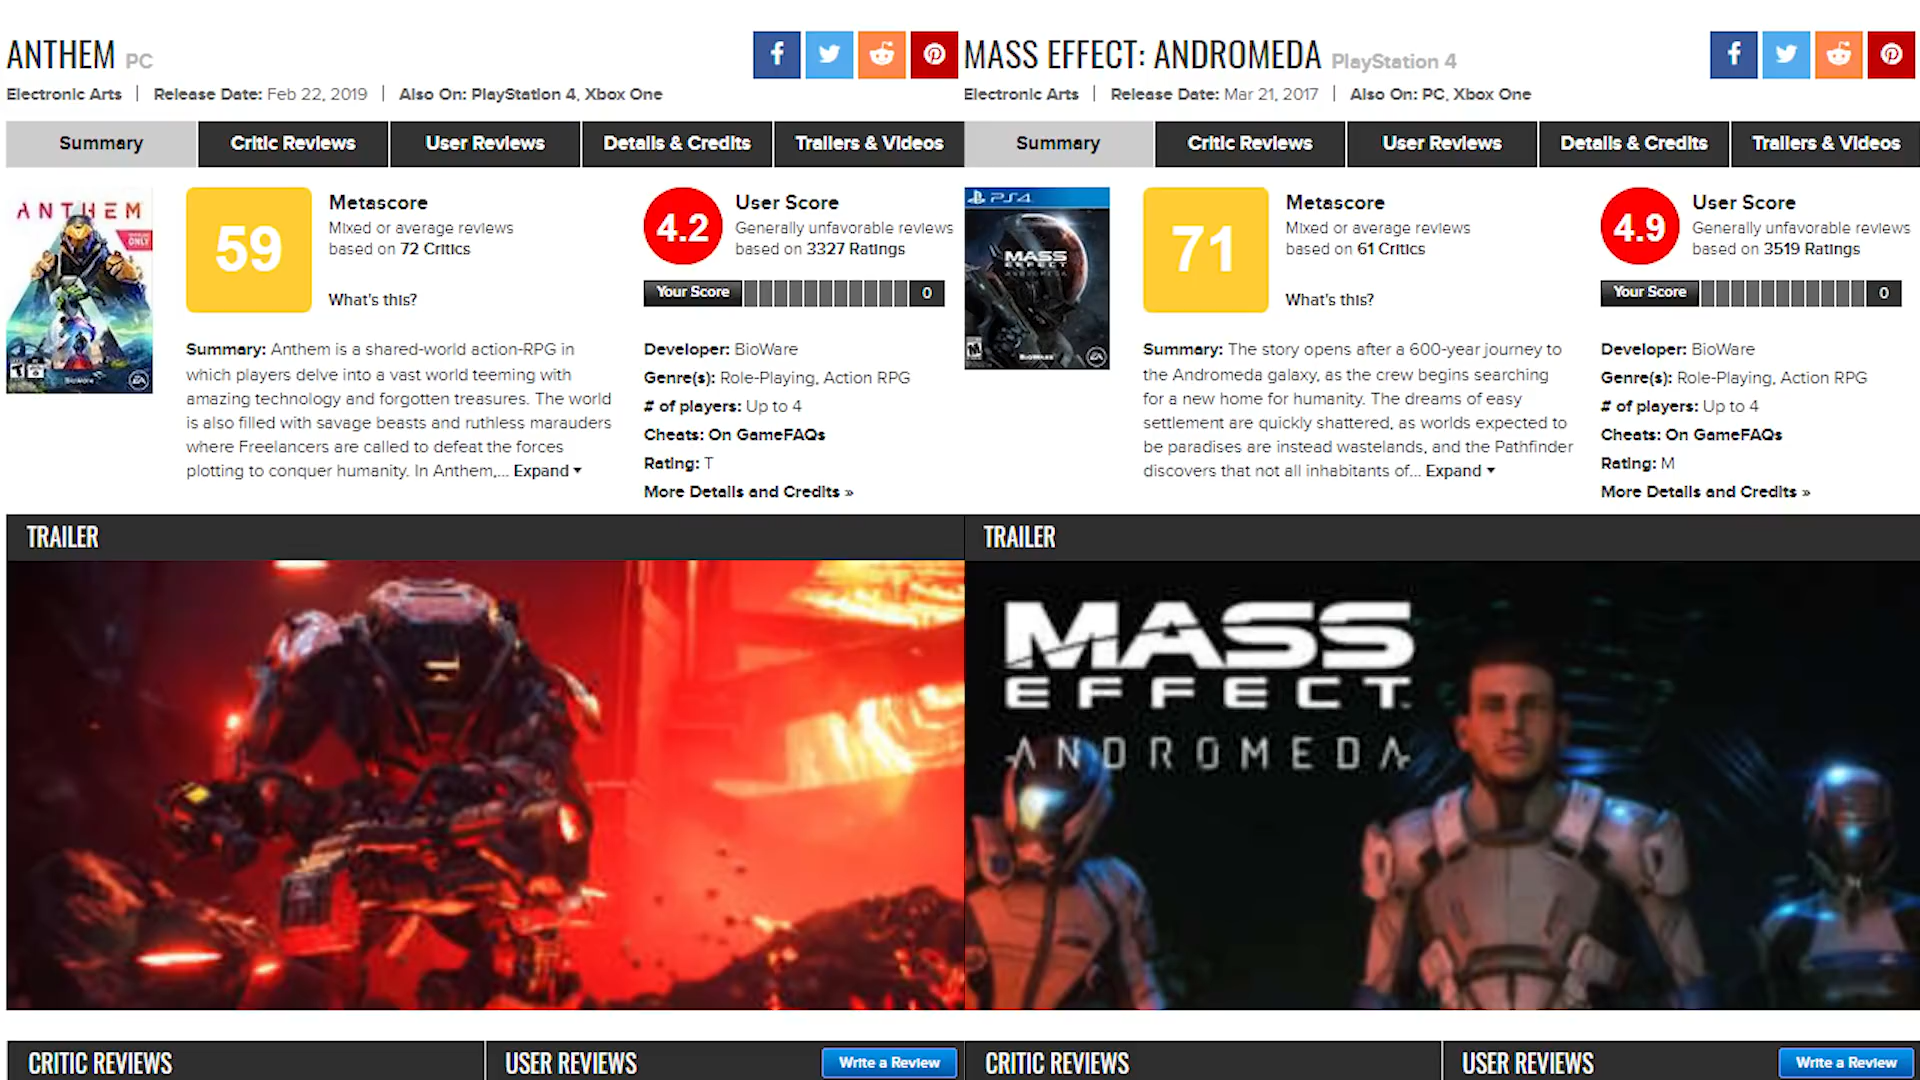 ANTHEM PC
Electronic Arts | Release Date: Feb 22, 2019 | Also On: PlayStation 4, Xbox One
Summary Critic Reviews User Reviews Details & Credits Trailers & Videos
ANTHEM
ONLY
BioWare
EA
59
Metascore
Mixed or average reviews
based on 72 Critics
What's this?
4.2
User Score
Generally unfavorable reviews
based on 3327 Ratings
Your Score 0
Summary: Anthem is a shared-world action-RPG in
which players delve into a vast world teeming with
amazing technology and forgotten treasures. The world
is also filled with savage beasts and ruthless marauders
where Freelancers are called to defeat the forces
plotting to conquer humanity. In Anthem,... Expand
Developer: BioWare
Genre(s): Role-Playing, Action RPG
# of players: Up to 4
Cheats: On GameFAQs
Rating: T
More Details and Credits »
TRAILER
CRITIC REVIEWS
USER REVIEWS
Write a Review
MASS EFFECT: ANDROMEDA PlayStation 4
Electronic Arts | Release Date: Mar 21, 2017 | Also On: PC, Xbox One
Summary Critic Reviews User Reviews Details & Credits Trailers & Videos
PS4
MASS
EFFECT
ANDROMEDA
M
BioWare
EA
71
Metascore
Mixed or average reviews
based on 61 Critics
What's this?
4.9
User Score
Generally unfavorable reviews
based on 3519 Ratings
Your Score 0
Summary: The story opens after a 600-year journey to
the Andromeda galaxy, as the crew begins searching
for a new home for humanity. The dreams of easy
settlement are quickly shattered, as worlds expected to
be paradises are instead wastelands, and the Pathfinder
discovers that not all inhabitants of... Expand
Developer: BioWare
Genre(s): Role-Playing, Action RPG
# of players: Up to 4
Cheats: On GameFAQs
Rating: M
More Details and Credits »
TRAILER
MASS
EFFECT
ANDROMEDA
CRITIC REVIEWS
USER REVIEWS
Write a Review